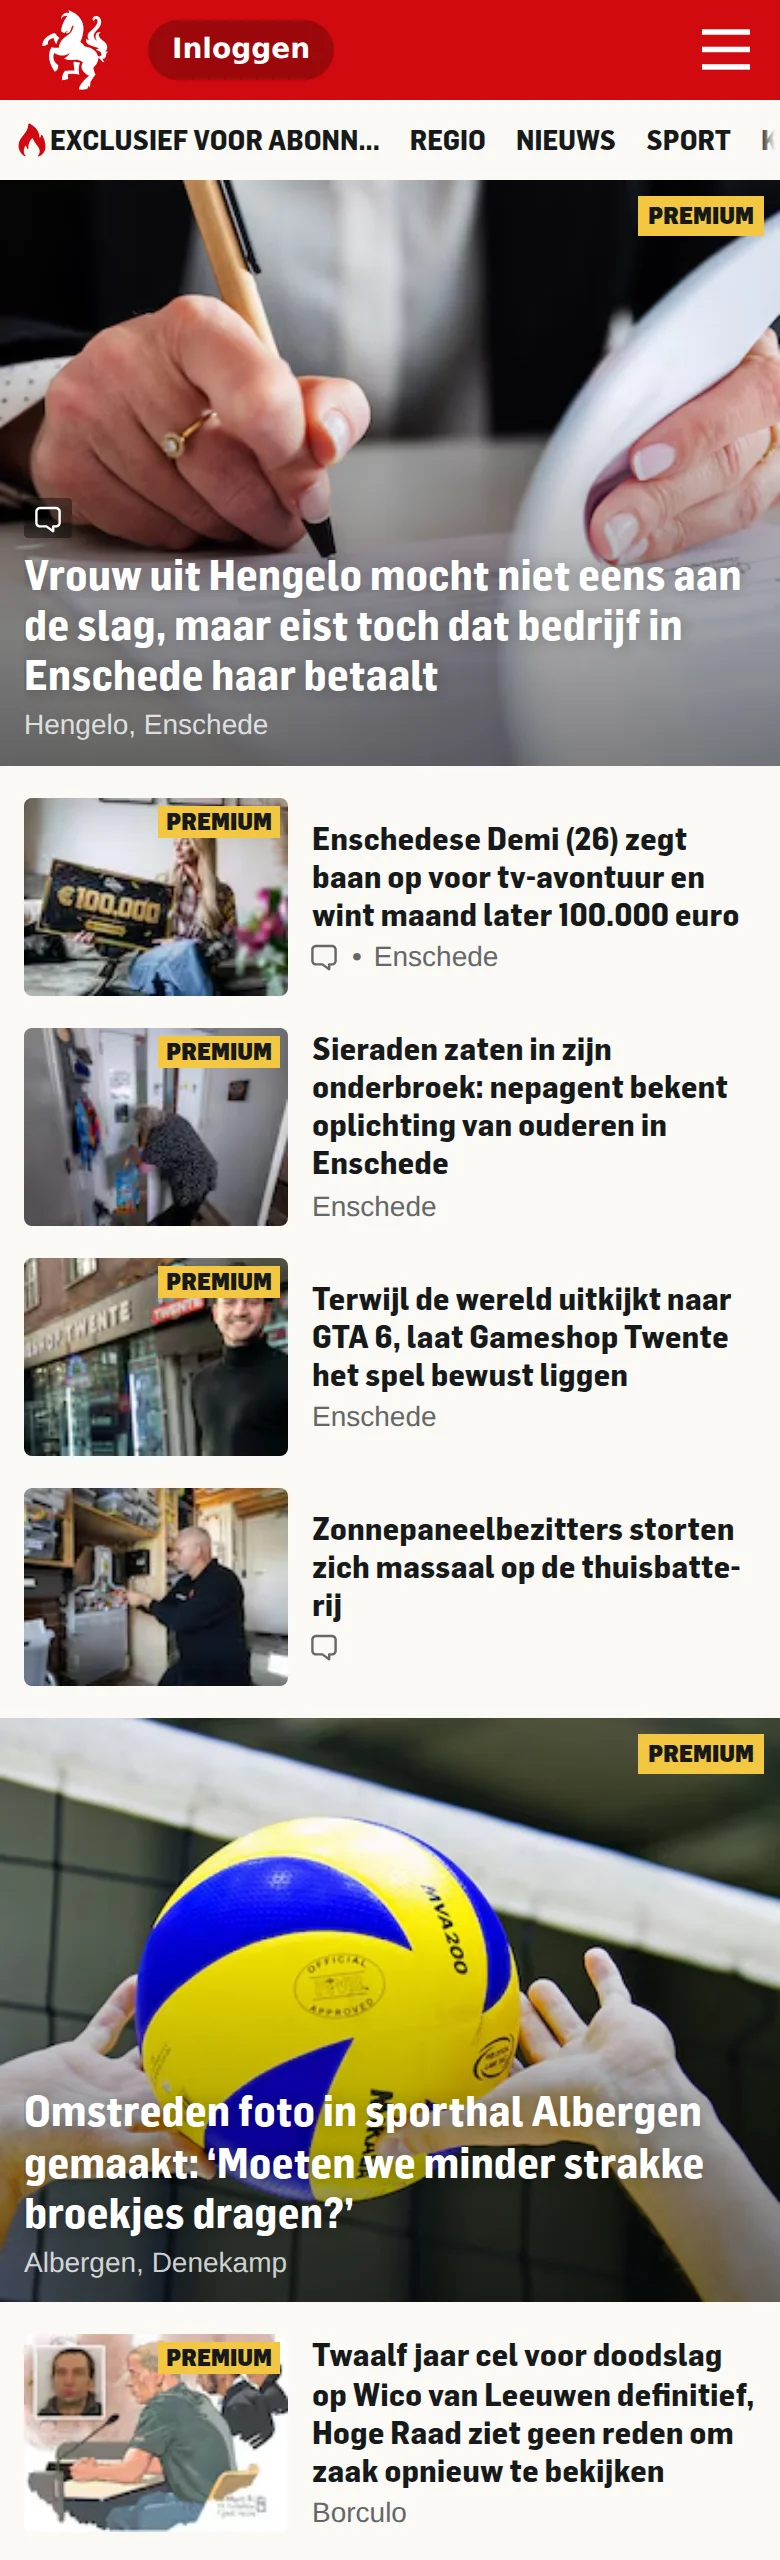 Inloggen
EXCLUSIEF VOOR ABONN...
REGIO
NIEUWS
SPORT
PREMIUM
Vrouw uit Hengelo mocht niet eens aan
de slag, maar eist toch dat bedrijf in
Enschede haar betaalt
Hengelo, Enschede
PREMIUM
€100.000
Enschedese Demi (26) zegt
baan op voor tv-avontuur en
wint maand later 100.000 euro
• Enschede
PREMIUM
Sieraden zaten in zijn
onderbroek: nepagent bekent
oplichting van ouderen in
Enschede
Enschede
PREMIUM
TWENTE
Terwijl de wereld uitkijkt naar
GTA 6, laat Gameshop Twente
het spel bewust liggen
Enschede
Zonnepaneelbezitters storten
zich massaal op de thuisbatte-
rij
PREMIUM
MVA200
OFFICIAL
APPROVED
Omstreden foto in sporthal Albergen
gemaakt: ‘Moeten we minder strakke
broekjes dragen?’
Albergen, Denekamp
PREMIUM
Twaalf jaar cel voor doodslag
op Wico van Leeuwen definitief,
Hoge Raad ziet geen reden om
zaak opnieuw te bekijken
Borculo